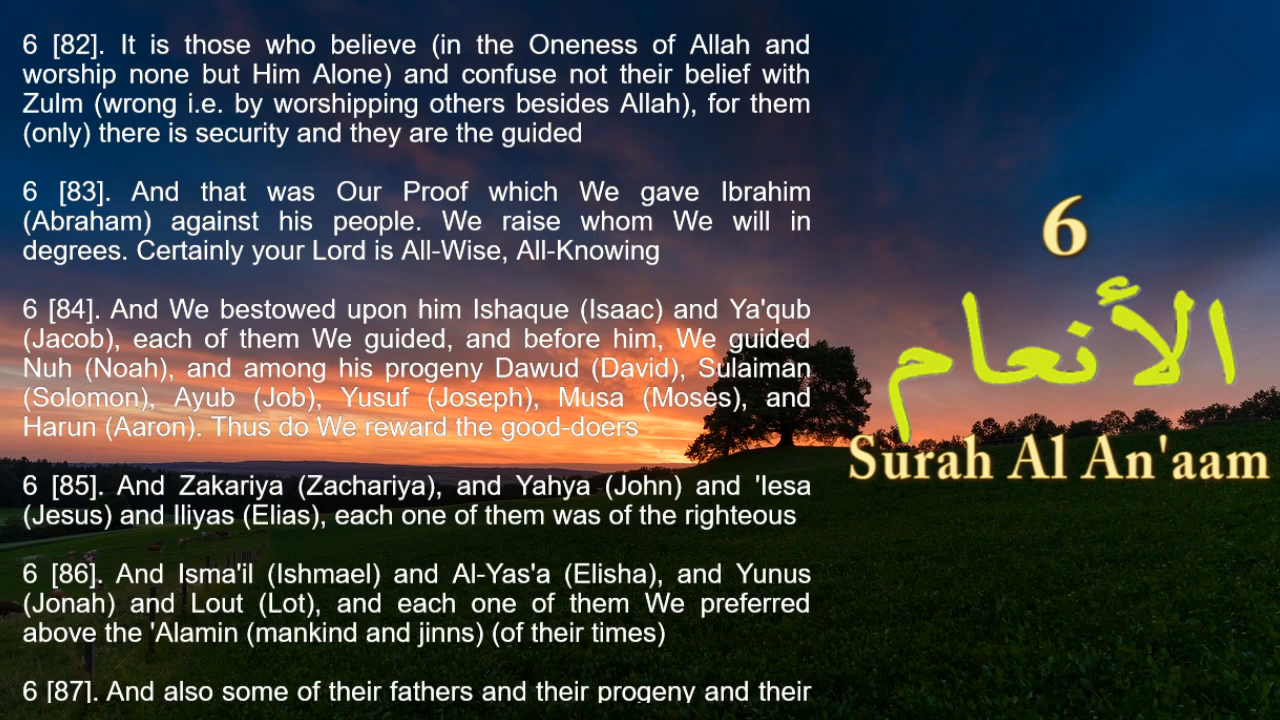 6 [82]. It is those who believe (in the Oneness of Allah and
worship none but Him Alone) and confuse not their belief with
Zulm (wrong i.e. by worshipping others besides Allah), for them
(only) there is security and they are the guided
6 [83]. And that was Our Proof which We gave Ibrahim
(Abraham) against his people. We raise whom We will in
degrees. Certainly your Lord is All-Wise, All-Knowing
6 [84]. And We bestowed upon him Ishaque (Isaac) and Ya'qub
(Jacob), each of them We guided, and before him, We guided
Nuh (Noah), and among his progeny Dawud (David), Sulaiman
(Solomon), Ayub (Job), Yusuf (Joseph), Musa (Moses), and
Harun (Aaron). Thus do We reward the good-doers
6 [85]. And Zakariya (Zachariya), and Yahya (John) and 'Iesa
(Jesus) and Iliyas (Elias), each one of them was of the righteous
6 [86]. And Isma'il (Ishmael) and Al-Yas'a (Elisha), and Yunus
(Jonah) and Lout (Lot), and each one of them We preferred
above the 'Alamin (mankind and jinns) (of their times)
6 [87]. And also some of their fathers and their progeny and their
6
الأنعام
Surah Al An'aam